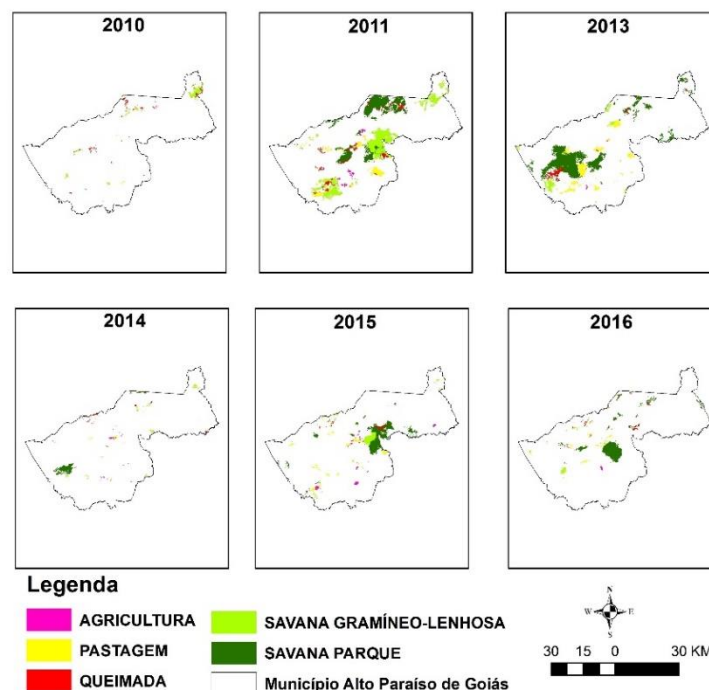 2010
2011
2013
2014
2015
2016
Legenda
AGRICULTURA
PASTAGEM
QUEIMADA
SAVANA GRAMÍNEO-LENHOSA
SAVANA PARQUE
Município Alto Paraíso de Goiás
N
W E
S
30 15 0 30 KM